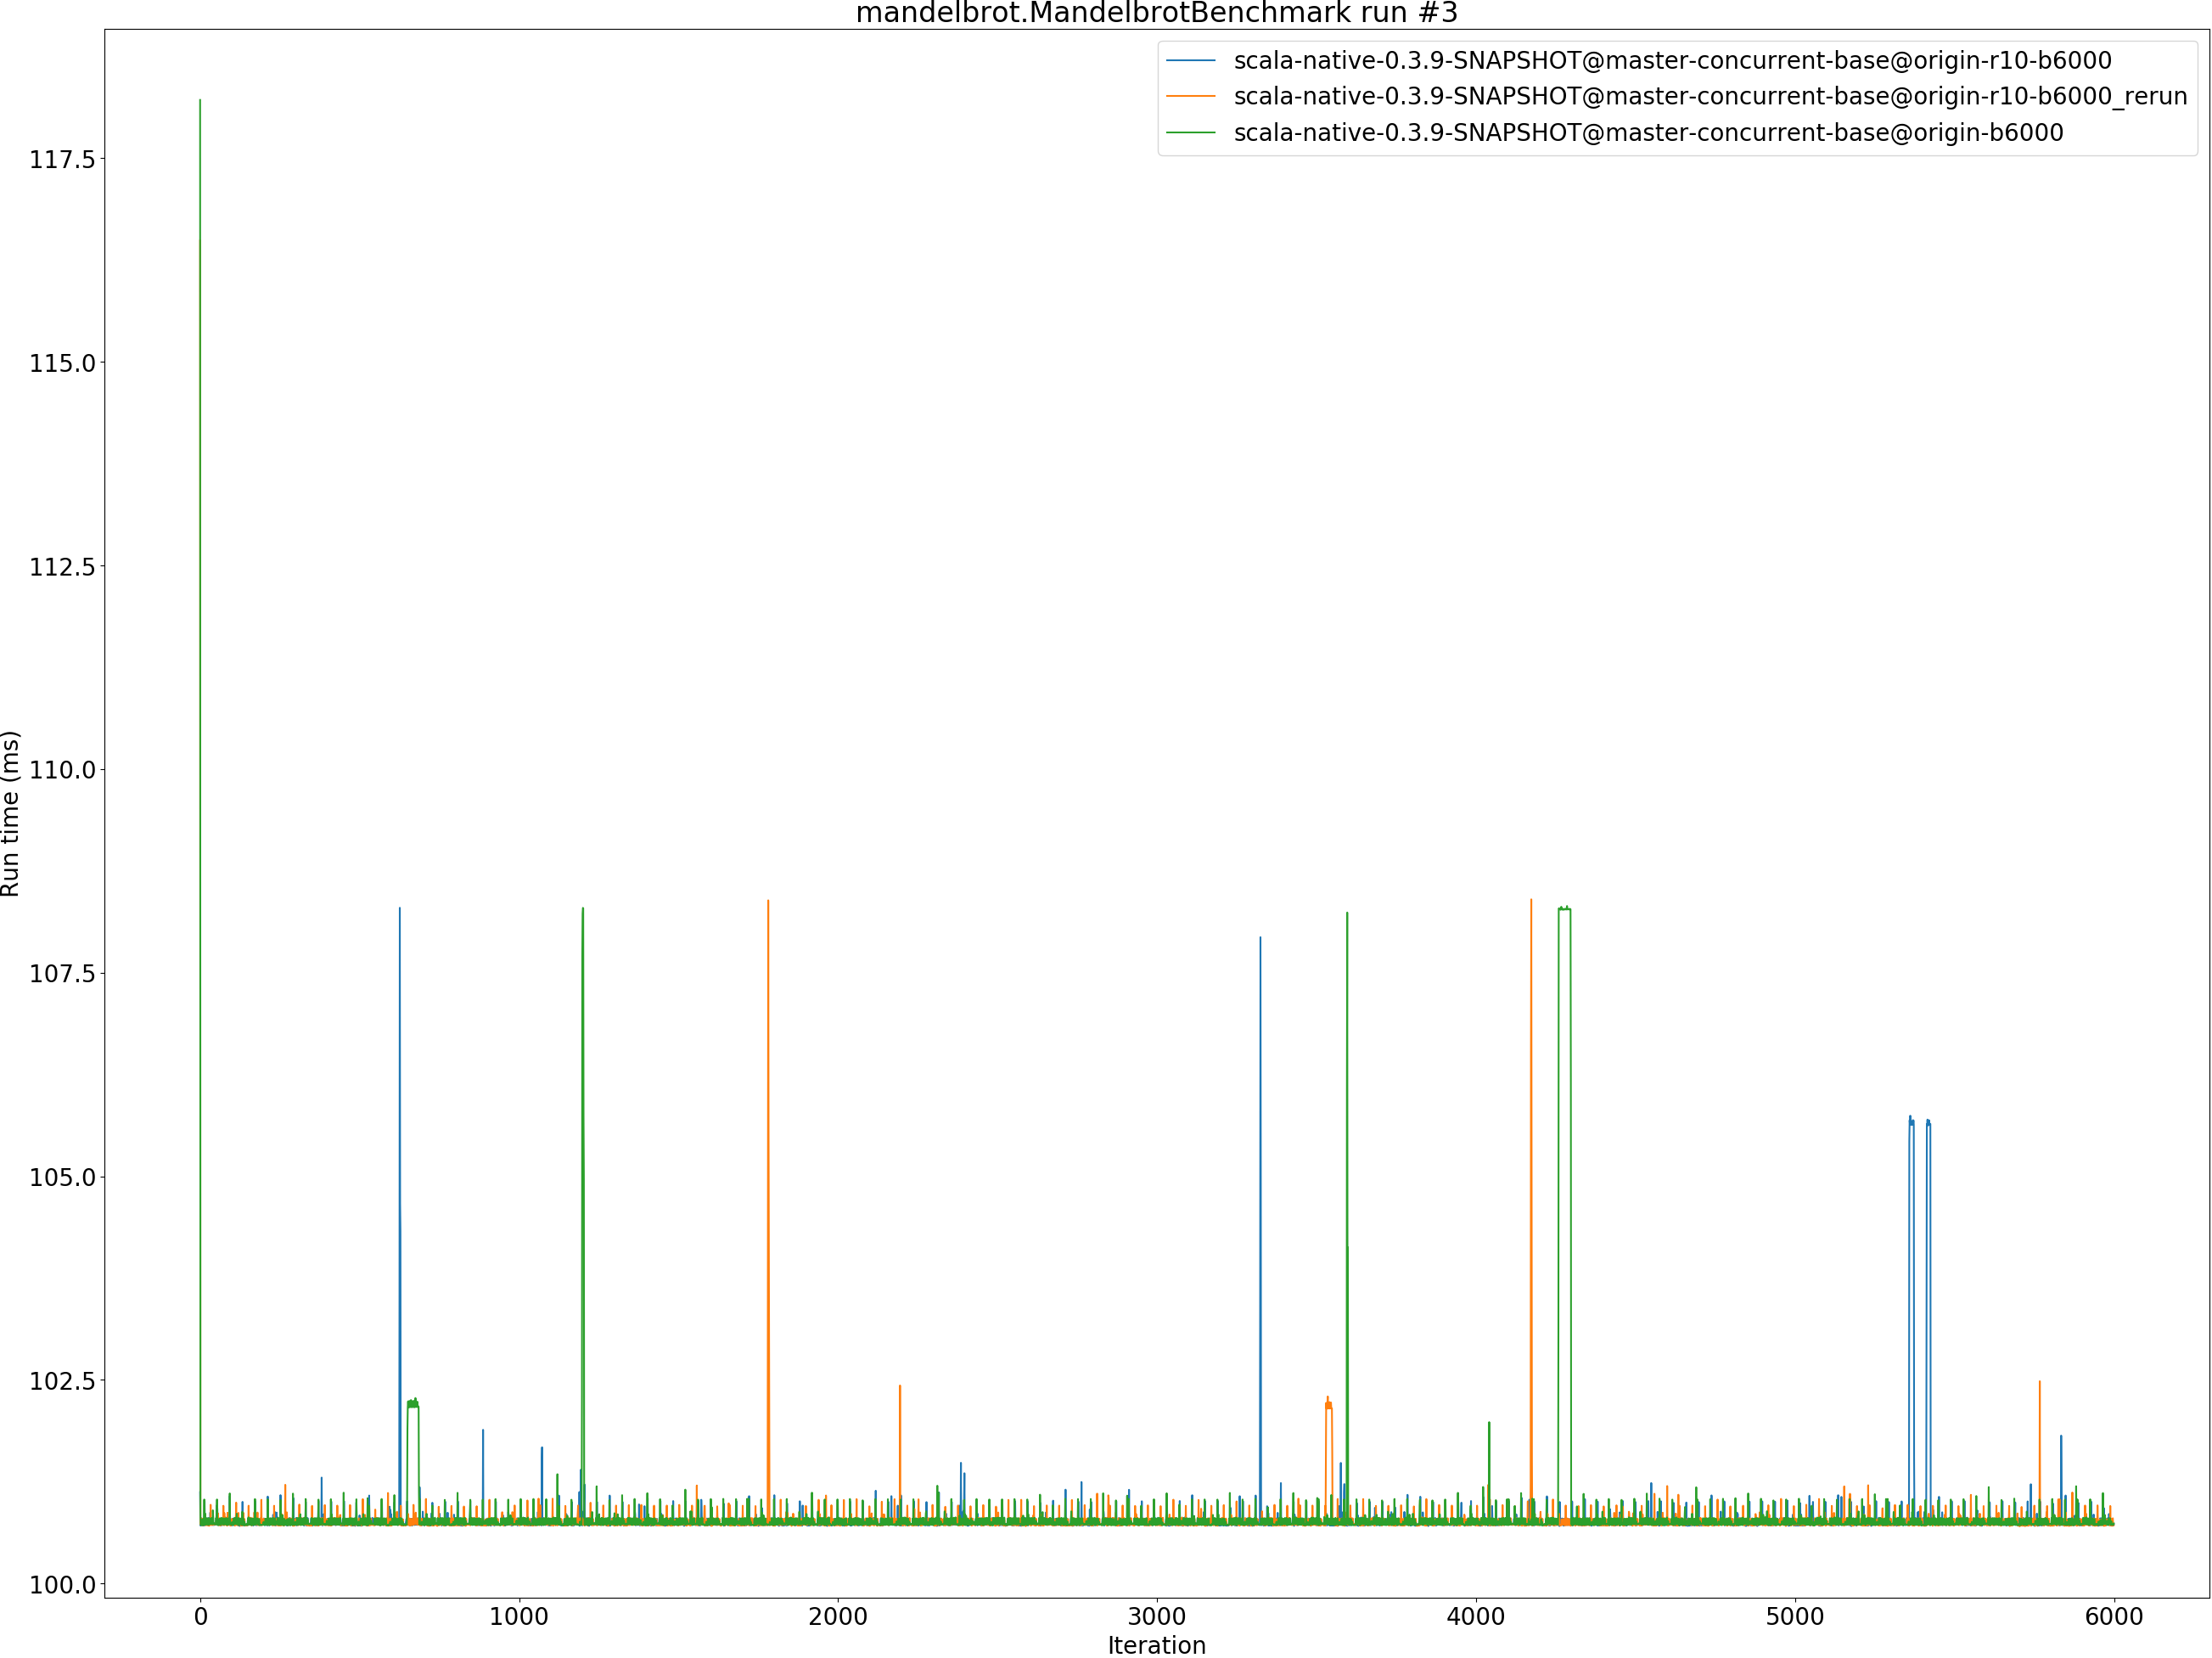 mandelbrot.MandelbrotBenchmark run #3
scala-native-0.3.9-SNAPSHOT@master-concurrent-base@origin-r10-b6000
scala-native-0.3.9-SNAPSHOT@master-concurrent-base@origin-r10-b6000_rerun
scala-native-0.3.9-SNAPSHOT@master-concurrent-base@origin-b6000
117.5
115.0
112.5
110.0
107.5
105.0
102.5
100.0
Run time (ms)
0 1000 2000 3000 4000 5000 6000
Iteration